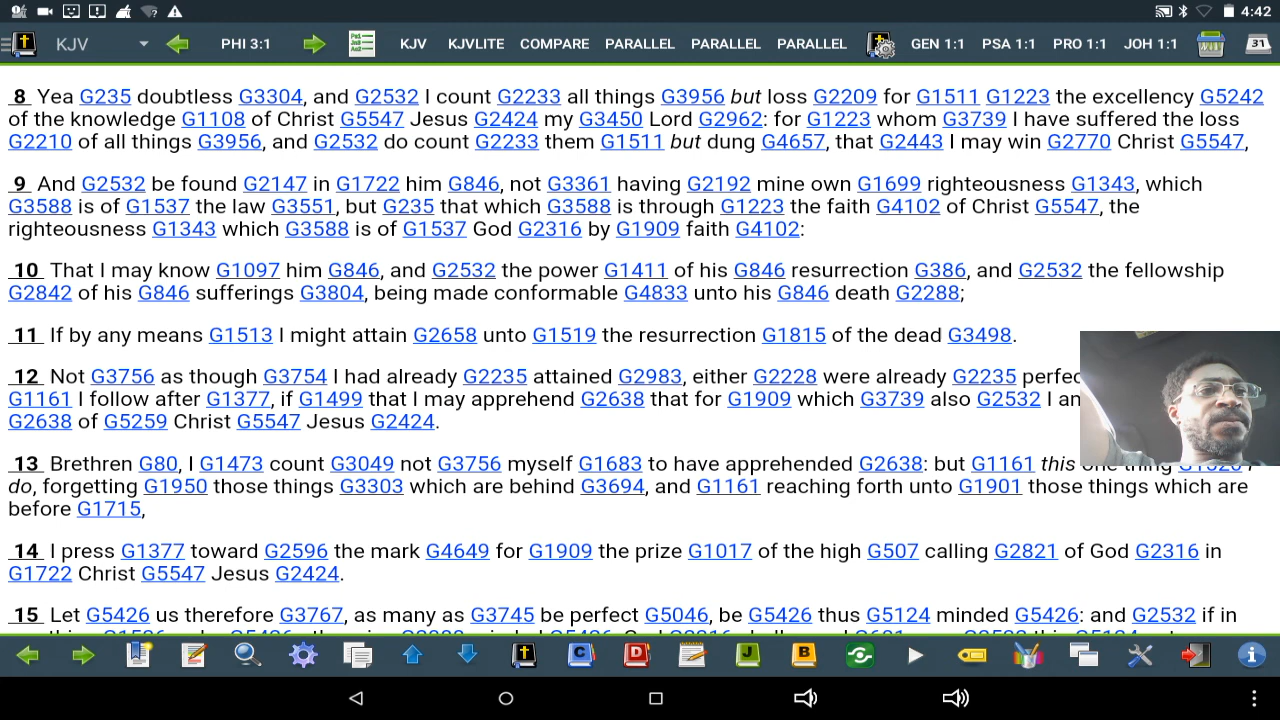 4:42
KJV PHI 3:1 KJV KJVLITE COMPARE PARALLEL PARALLEL PARALLEL GEN 1:1 PSA 1:1 PRO 1:1 JOH 1:1 31
8 Yea G235 doubtless G3304, and G2532 I count G2233 all things G3956 but loss G2209 for G1511 G1223 the excellency G5242
of the knowledge G1108 of Christ G5547 Jesus G2424 my G3450 Lord G2962: for G1223 whom G3739 I have suffered the loss
G2210 of all things G3956, and G2532 do count G2233 them G1511 but dung G4657, that G2443 I may win G2770 Christ G5547,
9 And G2532 be found G2147 in G1722 him G846, not G3361 having G2192 mine own G1699 righteousness G1343, which
G3588 is of G1537 the law G3551, but G235 that which G3588 is through G1223 the faith G4102 of Christ G5547, the
righteousness G1343 which G3588 is of G1537 God G2316 by G1909 faith G4102:
10 That I may know G1097 him G846, and G2532 the power G1411 of his G846 resurrection G386, and G2532 the fellowship
G2842 of his G846 sufferings G3804, being made conformable G4833 unto his G846 death G2288;
11 If by any means G1513 I might attain G2658 unto G1519 the resurrection G1815 of the dead G3498.
12 Not G3756 as though G3754 I had already G2235 attained G2983, either G2228 were already G2235 perfec
G1161 I follow after G1377, if G1499 that I may apprehend G2638 that for G1909 which G3739 also G2532 I an
G2638 of G5259 Christ G5547 Jesus G2424.
13 Brethren G80, I G1473 count G3049 not G3756 myself G1683 to have apprehended G2638: but G1161 this one thing
do, forgetting G1950 those things G3303 which are behind G3694, and G1161 reaching forth unto G1901 those things which are
before G1715,
14 I press G1377 toward G2596 the mark G4649 for G1909 the prize G1017 of the high G507 calling G2821 of God G2316 in
G1722 Christ G5547 Jesus G2424.
15 Let G5426 us therefore G3767, as many as G3745 be perfect G5046, be G5426 thus G5124 minded G5426: and G2532 if in